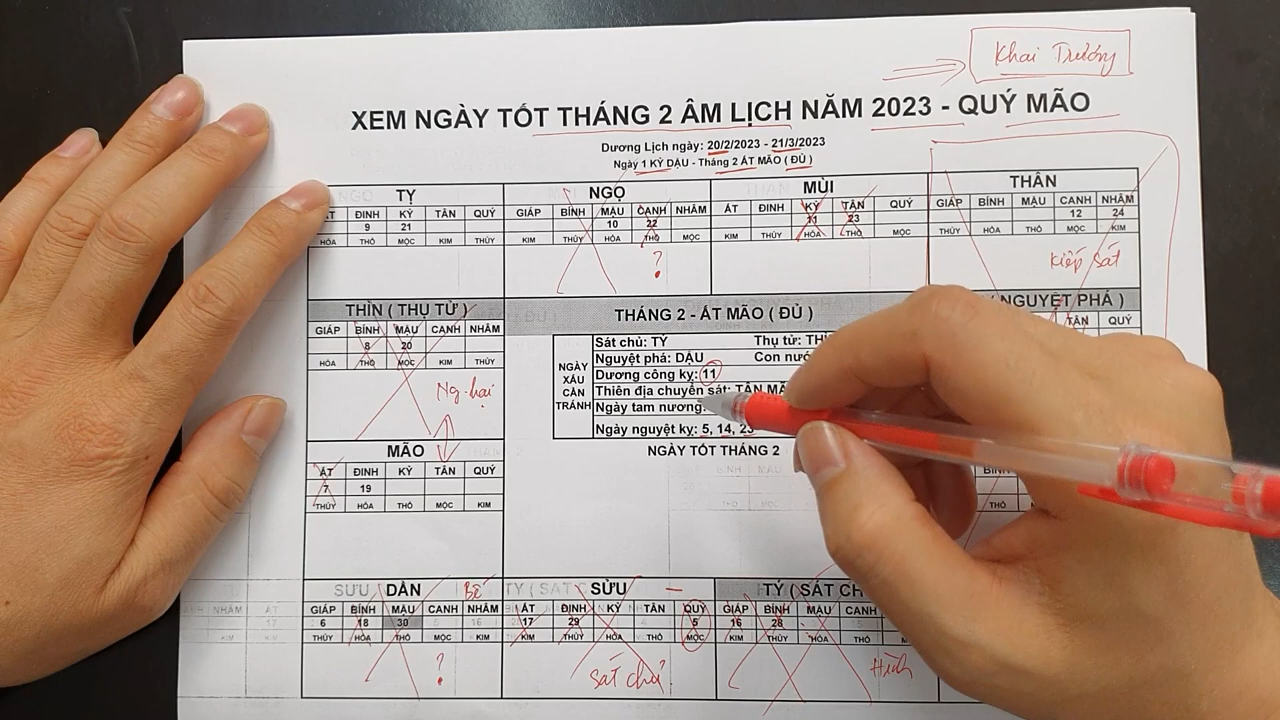 Khai Trương
XEM NGÀY TỐT THÁNG 2 ÂM LỊCH NĂM 2023 - QUÝ MÃO
Dương Lịch ngày: 20/2/2023 - 21/3/2023
Ngày 1 KỶ DẬU - Tháng 2 ẤT MÃO ( ĐỦ )
TỴ
ĐINH KỶ TÂN QUÝ
9 21
HỎA THỔ MỘC KIM THỦY
NGỌ
GIÁP BÍNH MẬU CANH NHÂM
10 22
KIM THỦY HỎA THỔ MỘC
?
MÙI
ẤT ĐINH KỶ TÂN QUÝ
11 23
KIM THỦY HỎA THỔ MỘC
THÂN
GIÁP BÍNH MẬU CANH NHÂM
12 24
THỦY HỎA THỔ MỘC KIM
Kiếp Sát
THÌN ( THỤ TỬ )
GIÁP BÍNH MẬU CANH NHÂM
8 20
HỎA THỔ MỘC KIM THỦY
Ng. hại
THÁNG 2 - ẤT MÃO ( ĐỦ )
NGÀY XẤU CẦN TRÁNH
Sát chủ: TÝ
Nguyệt phá: DẬU
Con
Dương công kỵ: 11
Thiên địa chuyển sát: TÂN
Ngày tam nương:
Ngày nguyệt kỵ: 5, 14, 23
NGÀY TỐT THÁNG 2
( NGUYỆT PHÁ )
TÂN QUÝ
MÃO
ẤT ĐINH KỶ TÂN QUÝ
7 19
THỦY HỎA THỔ MỘC KIM
DẦN
GIÁP BÍNH MẬU CANH NHÂM
6 18 30
THỦY HỎA THỔ MỘC KIM
?
SỬU
ẤT ĐINH KỶ TÂN QUÝ
17 29 5
KIM THỦY HỎA THỔ MỘC
Sát chủ
TÝ ( SÁT CH
GIÁP BÍNH MẬU CANH
16 28
KIM THỦY HỎA THỔ
Hình